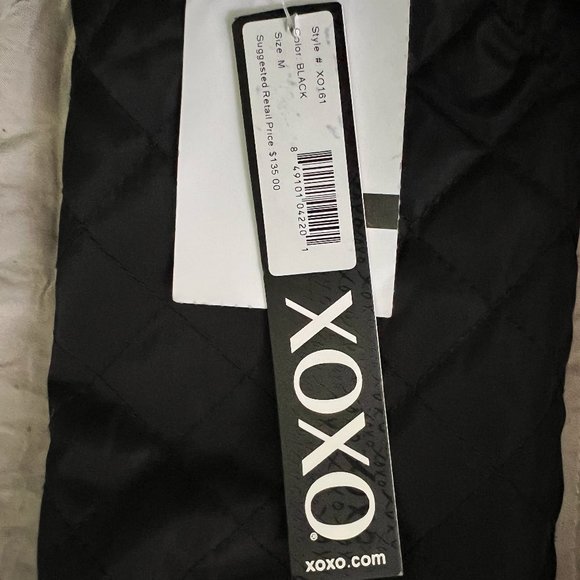 Style # XO161
Color BLACK
Size M
Suggested Retail Price $135.00
8 49101 04220 1
XOXO®
xoxo.com